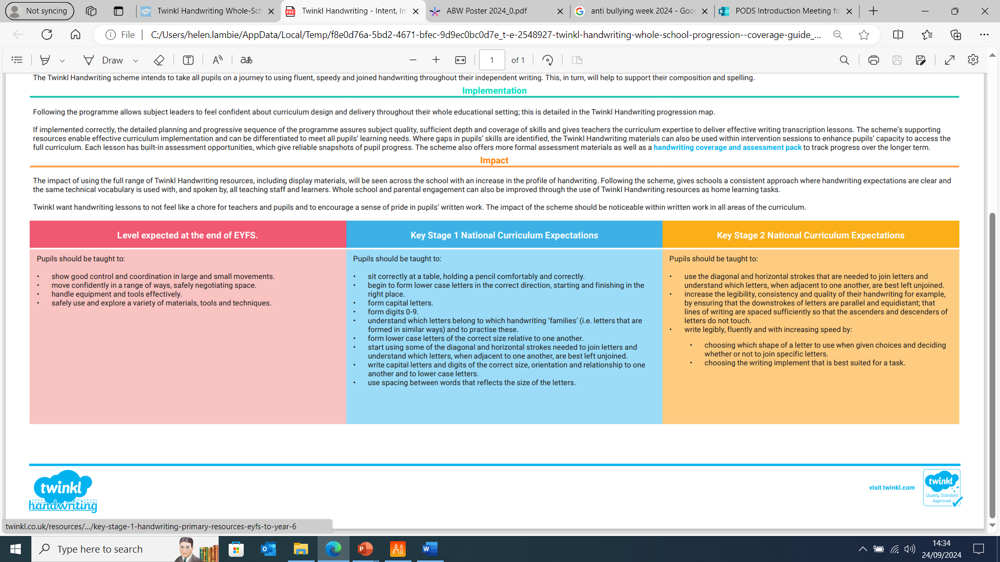 Not syncing
Twinkl Handwriting Whole-Sch
Twinkl Handwriting - Intent, Im
ABW Poster 2024_0.pdf
anti bullying week 2024 - Goo
PODS Introduction Meeting fo
File
C:/Users/helen.lambie/AppData/Local/Temp/f8e0d76a-5bd2-4671-bfec-9d9ec0bc0d7e_t-e-2548927-twinkl-handwriting-whole-school-progression--coverage-guide_...
Draw
1 of 1
The Twinkl Handwriting scheme intends to take all pupils on a journey to using fluent, speedy and joined handwriting throughout their independent writing. This, in turn, will help to support their composition and spelling.
Implementation
Following the programme allows subject leaders to feel confident about curriculum design and delivery throughout their whole educational setting; this is detailed in the Twinkl Handwriting progression map.
If implemented correctly, the detailed planning and progressive sequence of the programme assures subject quality, sufficient depth and coverage of skills and gives teachers the curriculum expertise to deliver effective writing transcription lessons. The scheme's supporting
resources enable effective curriculum implementation and can be differentiated to meet all pupils' learning needs. Where gaps in pupils' skills are identified, the Twinkl Handwriting materials can also be used within intervention sessions to enhance pupils' capacity to access the
full curriculum. Each lesson has built-in assessment opportunities, which give reliable snapshots of pupil progress. The scheme also offers more formal assessment materials as well as a handwriting coverage and assessment pack to track progress over the longer term.
Impact
The impact of using the full range of Twinkl Handwriting resources, including display materials, will be seen across the school with an increase in the profile of handwriting. Following the scheme, gives schools a consistent approach where handwriting expectations are clear and
the same technical vocabulary is used with, and spoken by, all teaching staff and learners. Whole school and parental engagement can also be improved through the use of Twinkl Handwriting resources as home learning tasks.
Twinkl want handwriting lessons to not feel like a chore for teachers and pupils and to encourage a sense of pride in pupils' written work. The impact of the scheme should be noticeable within written work in all areas of the curriculum.
Level expected at the end of EYFS.
Pupils should be taught to:
• show good control and coordination in large and small movements.
• move confidently in a range of ways, safely negotiating space.
• handle equipment and tools effectively.
• safely use and explore a variety of materials, tools and techniques.
Key Stage 1 National Curriculum Expectations
Pupils should be taught to:
• sit correctly at a table, holding a pencil comfortably and correctly.
• begin to form lower case letters in the correct direction, starting and finishing in the
right place.
• form capital letters.
• form digits 0-9.
• understand which letters belong to which handwriting 'families' (i.e. letters that are
formed in similar ways) and to practise these.
• form lower case letters of the correct size relative to one another.
• start using some of the diagonal and horizontal strokes needed to join letters and
understand which letters, when adjacent to one another, are best left unjoined.
• write capital letters and digits of the correct size, orientation and relationship to one
another and to lower case letters.
• use spacing between words that reflects the size of the letters.
Key Stage 2 National Curriculum Expectations
Pupils should be taught to:
• use the diagonal and horizontal strokes that are needed to join letters and
understand which letters, when adjacent to one another, are best left unjoined.
• increase the legibility, consistency and quality of their handwriting for example,
by ensuring that the downstrokes of letters are parallel and equidistant; that
lines of writing are spaced sufficiently so that the ascenders and descenders of
letters do not touch.
• write legibly, fluently and with increasing speed by:
• choosing which shape of a letter to use when given choices and deciding
whether or not to join specific letters.
• choosing the writing implement that is best suited for a task.
twinkl
handwriting
visit twinkl.com
twinkl
Quality Standard
Approved
twinkl.co.uk/resources/.../key-stage-1-handwriting-primary-resources-eyfs-to-year-6
Type here to search
14:34
24/09/2024